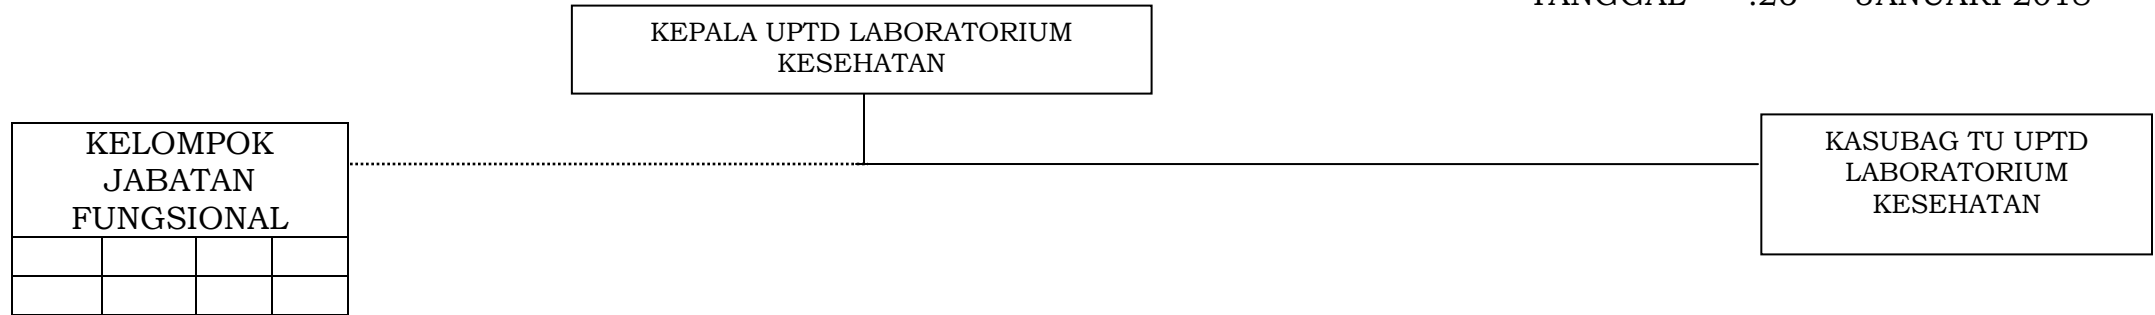 KEPALA UPTD LABORATORIUM
KESEHATAN
KELOMPOK
JABATAN
FUNGSIONAL
KASUBAG TU UPTD
LABORATORIUM
KESEHATAN